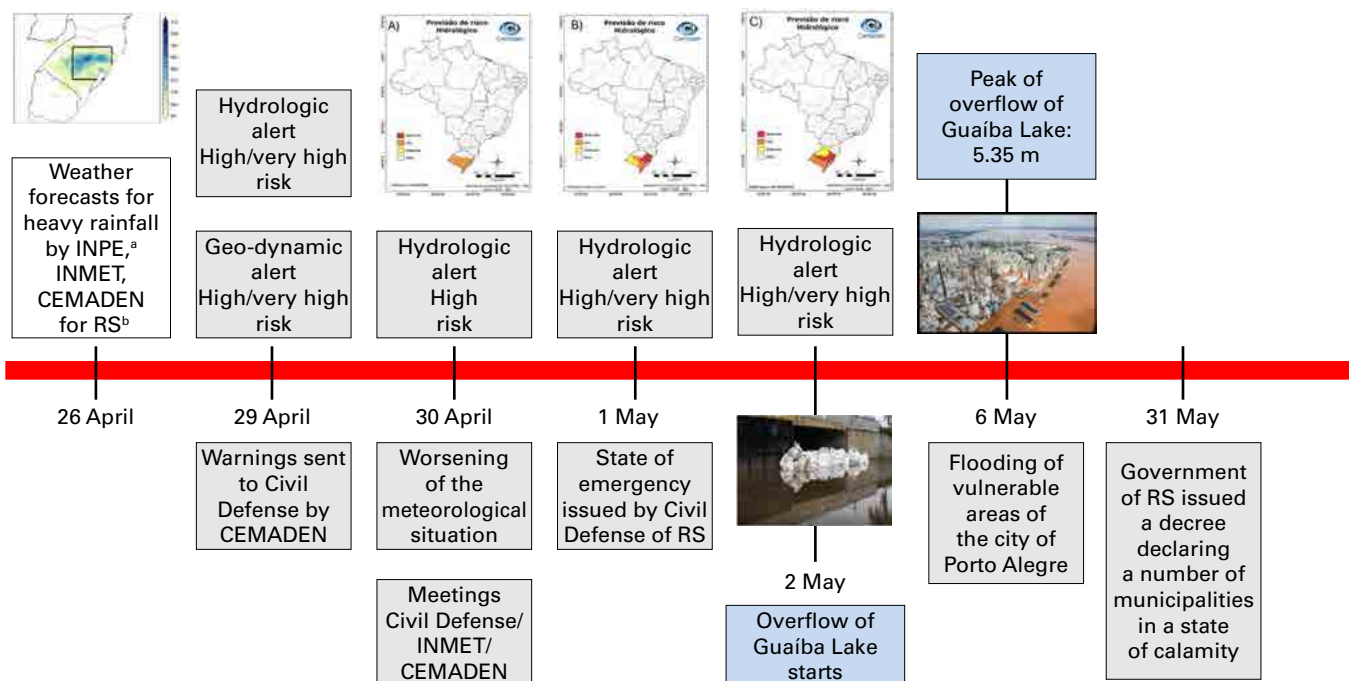 A)
Previsão de risco
Hidrológico
Cemaden
B)
Previsão de risco
Hidrológico
Cemaden
C)
Previsão de risco
Hidrológico
Cemaden
Weather
forecasts for
heavy rainfall
by INPE,ᵃ
INMET,
CEMADEN
for RSᵇ
Hydrologic
alert
High/very high
risk
Geo-dynamic
alert
High/very high
risk
Hydrologic
alert
High
risk
Hydrologic
alert
High/very high
risk
Hydrologic
alert
High/very high
risk
Peak of
overflow of
Guaíba Lake:
5.35 m
26 April
29 April
30 April
1 May
2 May
6 May
31 May
Warnings sent
to Civil
Defense by
CEMADEN
Worsening
of the
meteorological
situation
Meetings
Civil Defense/
INMET/
CEMADEN
State of
emergency
issued by Civil
Defense of RS
Overflow of
Guaíba Lake
starts
Flooding of
vulnerable
areas of
the city of
Porto Alegre
Government
of RS issued
a decree
declaring
a number of
municipalities
in a state
of calamity